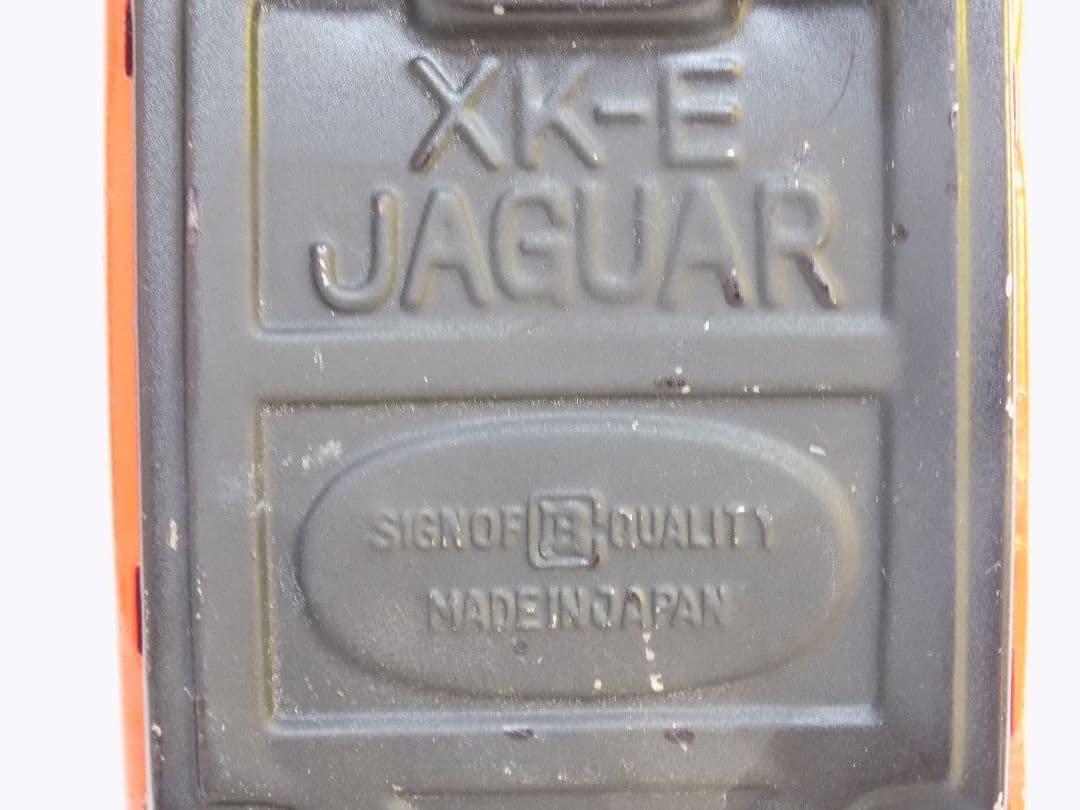 XK-E
JAGUAR
SIGN OF B QUALITY
MADE IN JAPAN